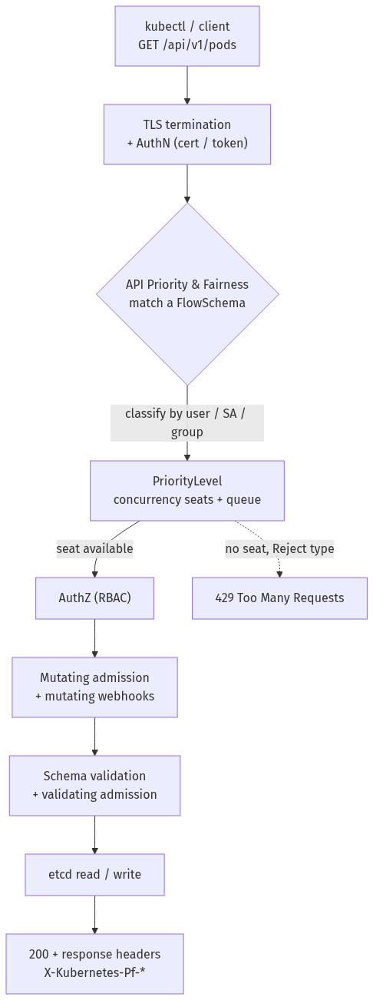 kubectl / client
GET /api/v1/pods
TLS termination
+ AuthN (cert / token)
API Priority & Fairness
match a FlowSchema
classify by user / SA /
group
PriorityLevel
concurrency seats + queue
seat available
no seat, Reject type
AuthZ (RBAC)
429 Too Many Requests
Mutating admission
+ mutating webhooks
Schema validation
+ validating admission
etcd read / write
200 + response headers
X-Kubernetes-Pf-*